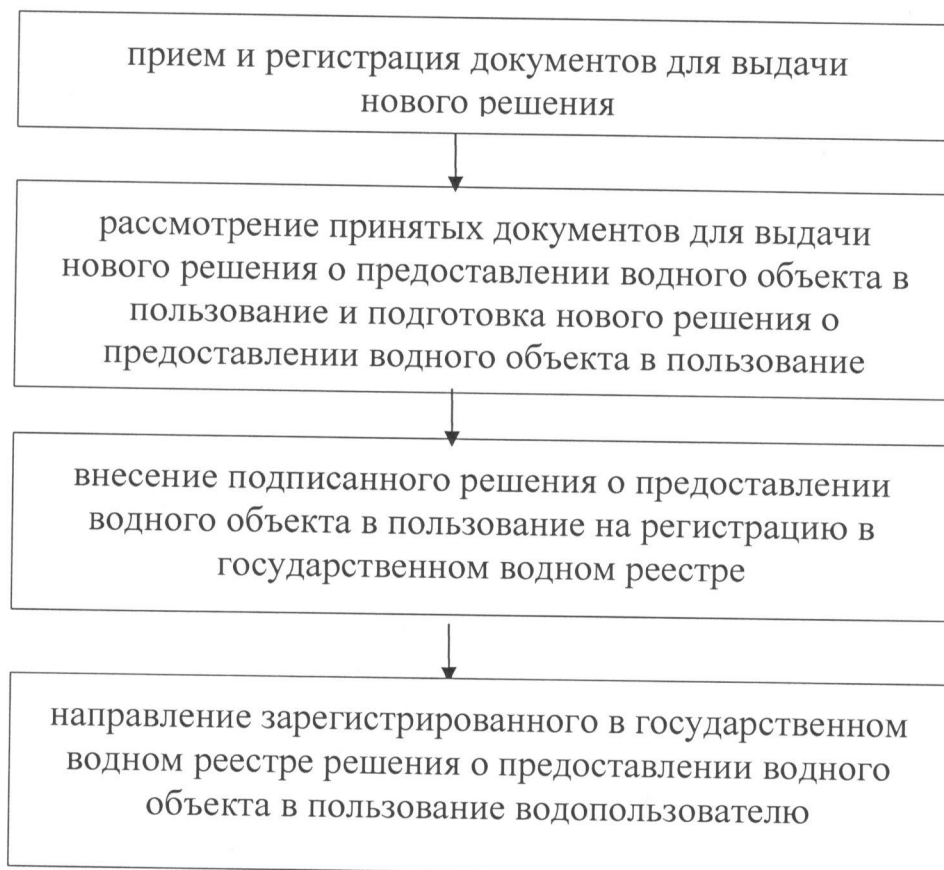 прием и регистрация документов для выдачи
нового решения
рассмотрение принятых документов для выдачи
нового решения о предоставлении водного объекта в
пользование и подготовка нового решения о
предоставлении водного объекта в пользование
внесение подписанного решения о предоставлении
водного объекта в пользование на регистрацию в
государственном водном реестре
направление зарегистрированного в государственном
водном реестре решения о предоставлении водного
объекта в пользование водопользователю